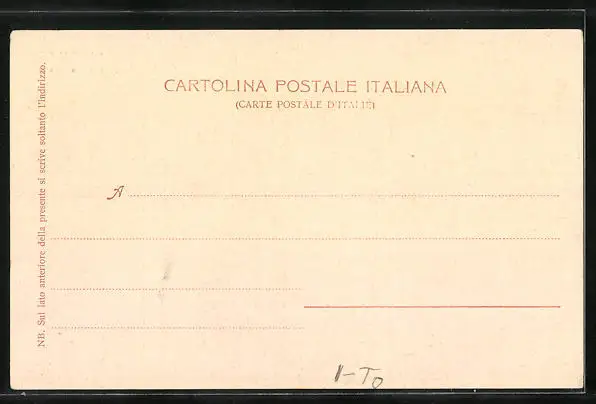 CARTOLINA POSTALE ITALIANA
(CARTE POSTALE D'ITALIE)
A
NB. Sul lato anteriore della presente si scrive soltanto l'indirizzo.
I-To